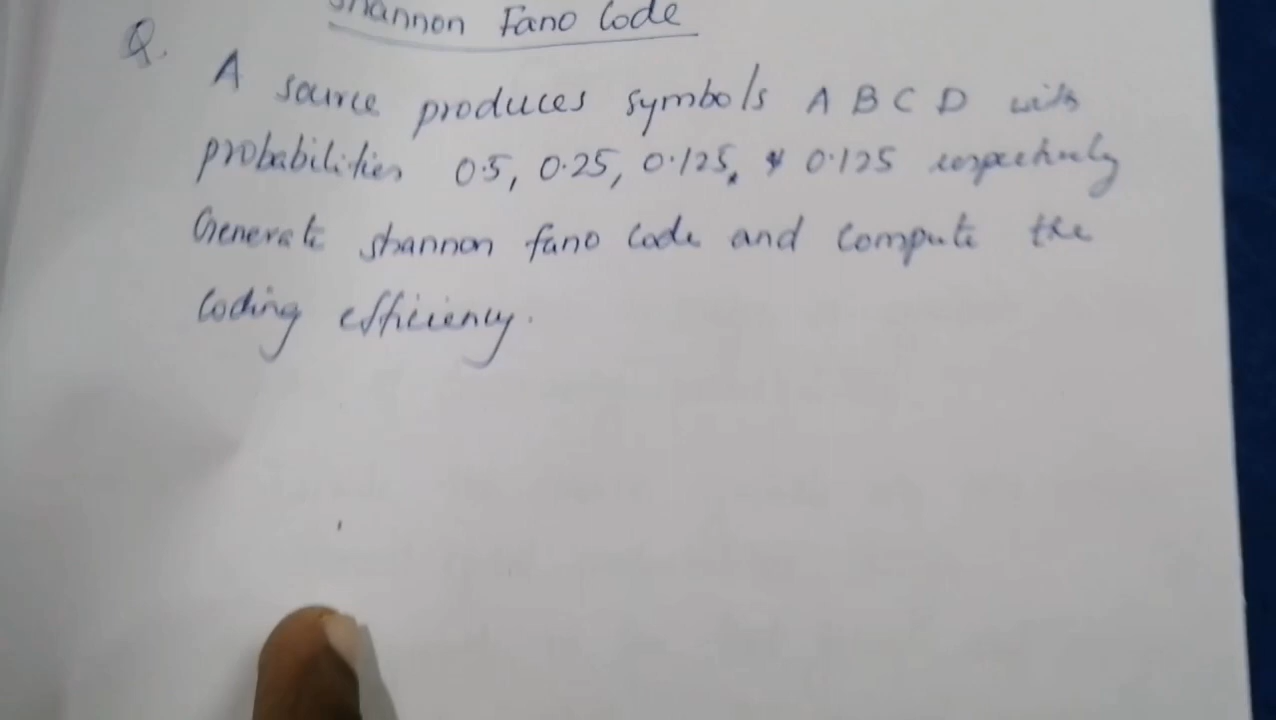 Shannon Fano Code
Q. A source produces symbols A B C D with
probabilities 0.5, 0.25, 0.125, & 0.125 respectively
Generate shannon fano code and compute the
coding efficiency.